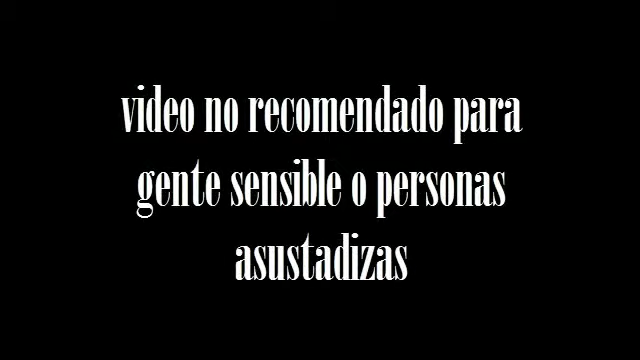 video no recomendado para
gente sensible o personas
asustadizas